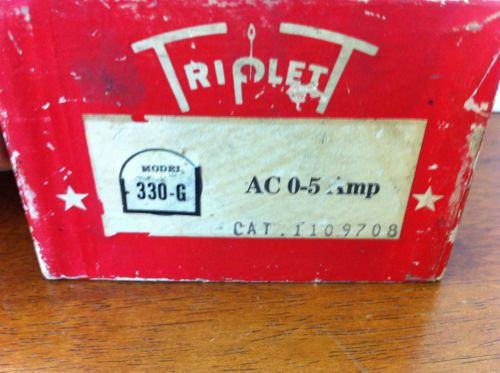 TRIPLETT
MODEL
330-G
AC 0-5 Amp
CAT. 1109708